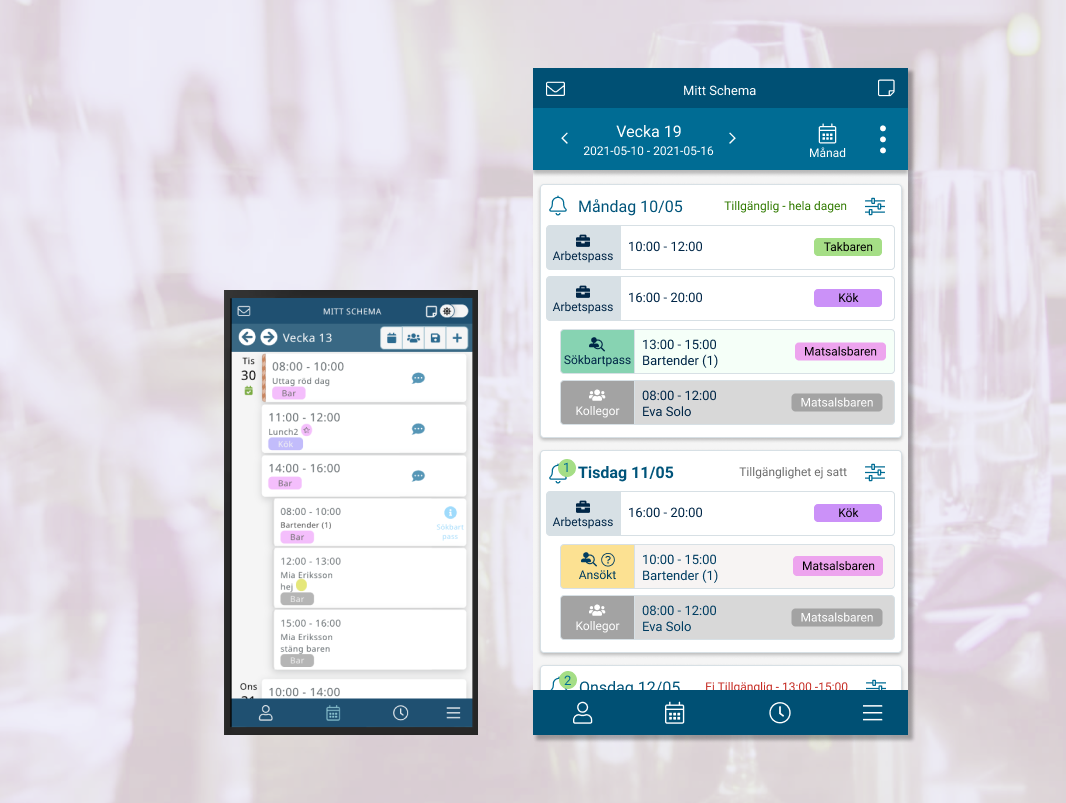 MITT SCHEMA
Vecka 13
Tis
30
08:00 - 10:00
Uttag röd dag
Bar
11:00 - 12:00
Lunch2
Kök
14:00 - 16:00
Bar
08:00 - 10:00
Bartender (1)
Bar
Sökbart
pass
12:00 - 13:00
Mia Eriksson
hej
Bar
15:00 - 16:00
Mia Eriksson
stäng baren
Bar
Ons
10:00 - 14:00
Mitt Schema
Vecka 19
2021-05-10 - 2021-05-16
Månad
Måndag 10/05
Tillgänglig - hela dagen
Arbetspass
10:00 - 12:00
Takbaren
Arbetspass
16:00 - 20:00
Kök
Sökbartpass
13:00 - 15:00
Bartender (1)
Matsalsbaren
Kollegor
08:00 - 12:00
Eva Solo
Matsalsbaren
1
Tisdag 11/05
Tillgänglighet ej satt
Arbetspass
16:00 - 20:00
Kök
Ansökt
10:00 - 15:00
Bartender (1)
Matsalsbaren
Kollegor
08:00 - 12:00
Eva Solo
Matsalsbaren
2
Onsdag 12/05
Ej Tillgänglig - 13:00 -15:00